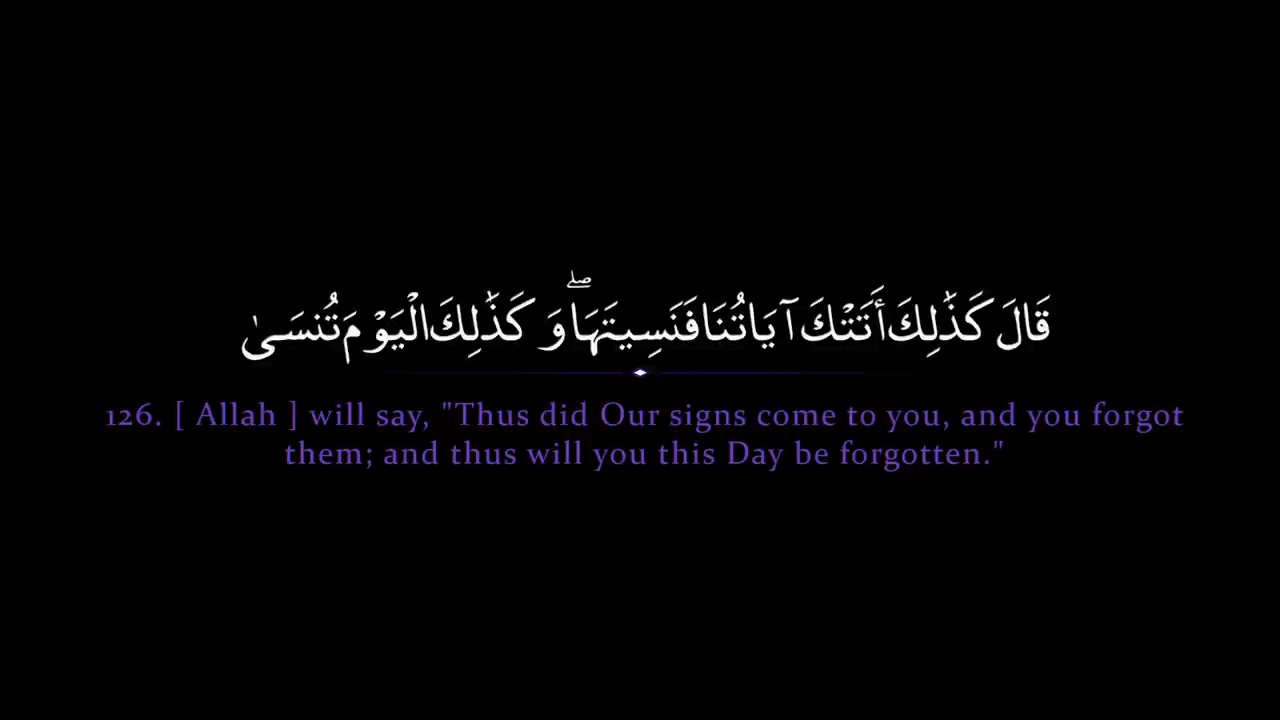 قَالَ كَذَٰلِكَ أَتَتْكَ آيَاتُنَا فَنَسِيتَهَا ۖ وَكَذَٰلِكَ الْيَوْمَ تُنسَىٰ
126. [ Allah ] will say, "Thus did Our signs come to you, and you forgot
them; and thus will you this Day be forgotten."